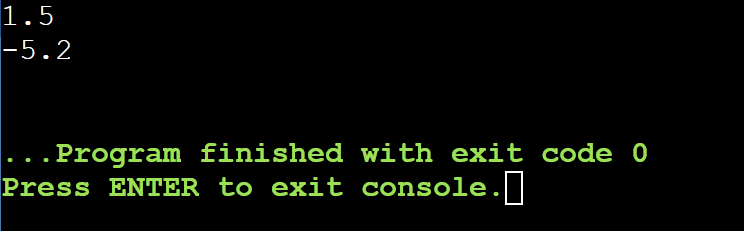 1.5
-5.2
...Program finished with exit code 0
Press ENTER to exit console.